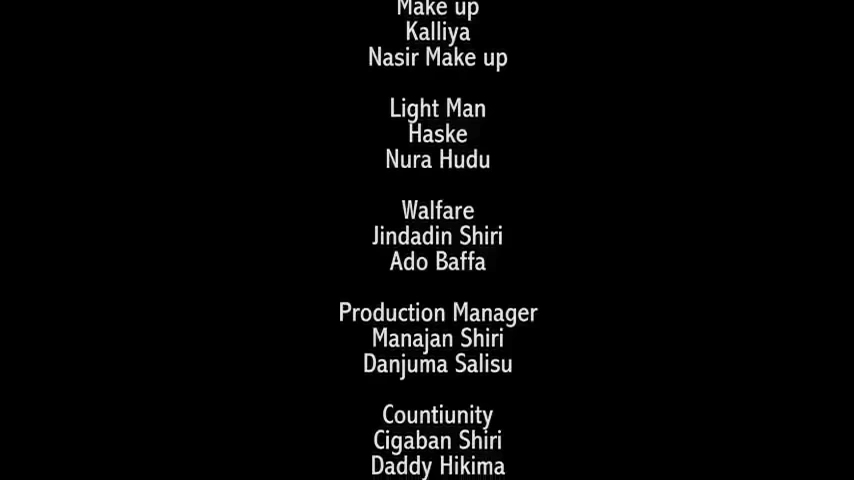 Make up
Kalliya
Nasir Make up
Light Man
Haske
Nura Hudu
Walfare
Jindadin Shiri
Ado Baffa
Production Manager
Manajan Shiri
Danjuma Salisu
Countiunity
Cigaban Shiri
Daddy Hikima